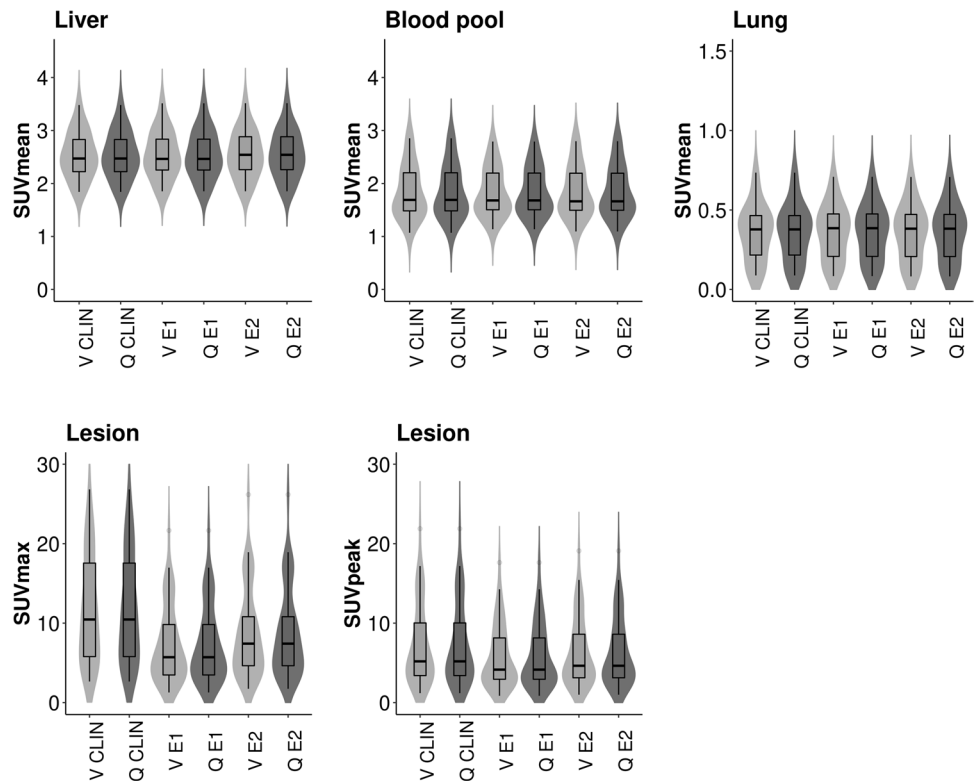 Liver
SUVmean
4
3
2
1
0
V CLIN
Q CLIN
V E1
Q E1
V E2
Q E2
Blood pool
SUVmean
4
3
2
1
0
V CLIN
Q CLIN
V E1
Q E1
V E2
Q E2
Lung
SUVmean
1.5
1.0
0.5
0.0
V CLIN
Q CLIN
V E1
Q E1
V E2
Q E2
Lesion
SUVmax
30
20
10
0
V CLIN
Q CLIN
V E1
Q E1
V E2
Q E2
Lesion
SUVpeak
30
20
10
0
V CLIN
Q CLIN
V E1
Q E1
V E2
Q E2